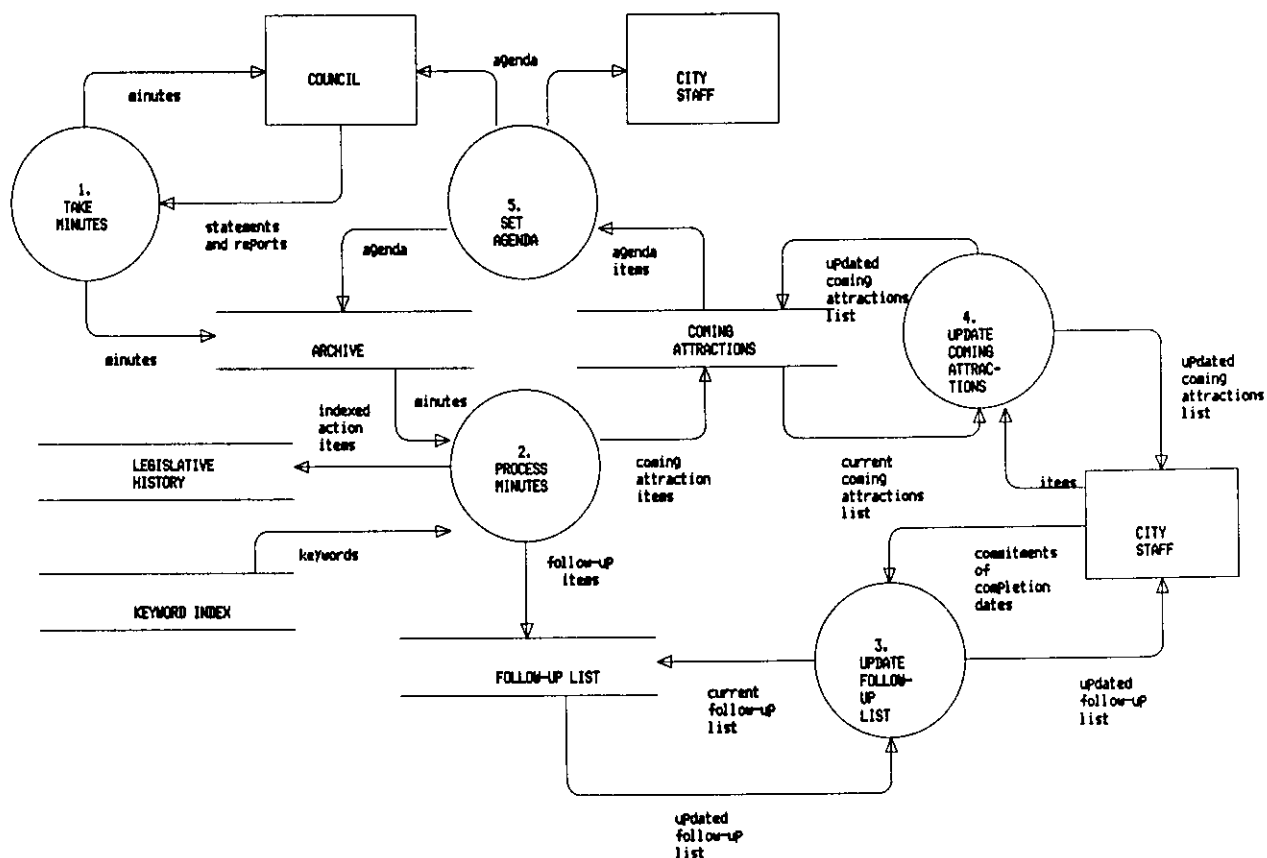 agenda
COUNCIL
CITY
STAFF
minutes
1.
TAKE
MINUTES
5.
SET
AGENDA
statements
and reports
agenda
agenda
items
updated
coming
attractions
list
4.
UPDATE
COMING
ATTRAC-
TIONS
minutes
ARCHIVE
COMING
ATTRACTIONS
updated
coming
attractions
list
indexed
action
items
minutes
2.
PROCESS
MINUTES
LEGISLATIVE
HISTORY
coming
attraction
items
current
coming
attractions
list
items
CITY
STAFF
keywords
follow-up
items
commitments
of
completion
dates
KEYWORD INDEX
3.
UPDATE
FOLLOW-
UP
LIST
FOLLOW-UP LIST
current
follow-up
list
updated
follow-up
list
updated
follow-up
list